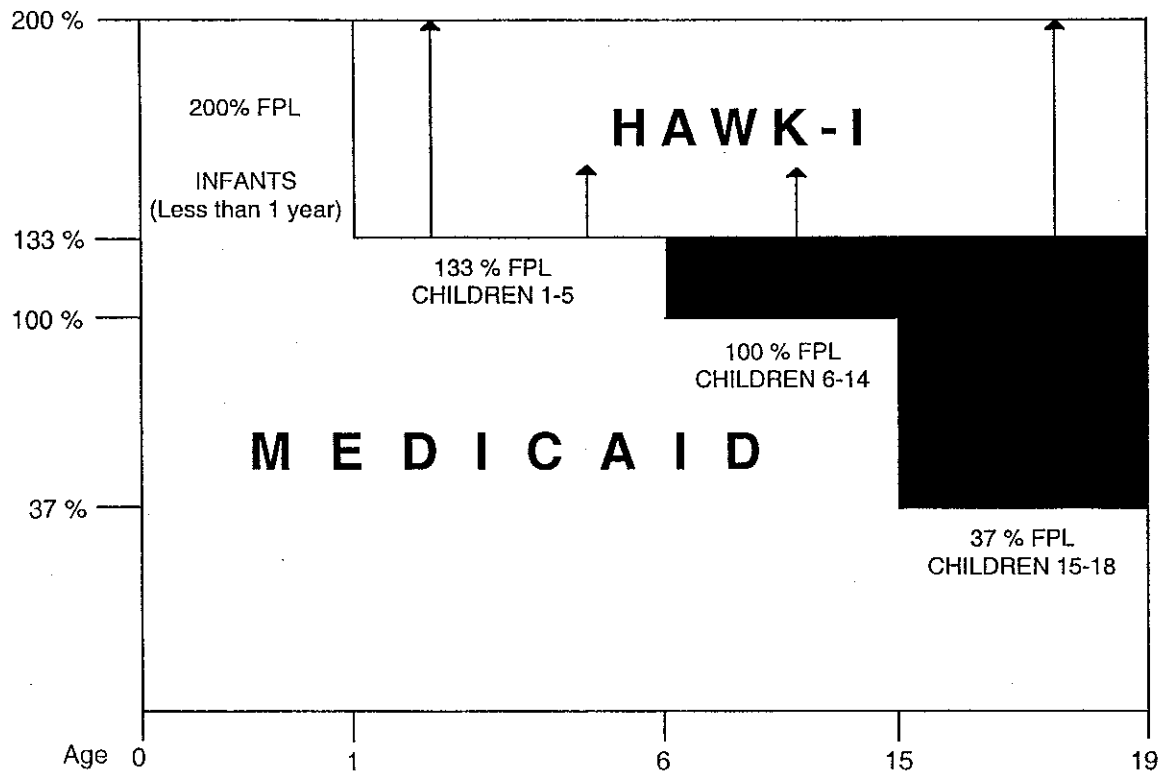 200 %
200% FPL
HAWK-I
INFANTS
(Less than 1 year)
133 %
133 % FPL
CHILDREN 1-5
100 %
100 % FPL
CHILDREN 6-14
MEDICAID
37 %
37 % FPL
CHILDREN 15-18
Age 0 1 6 15 19